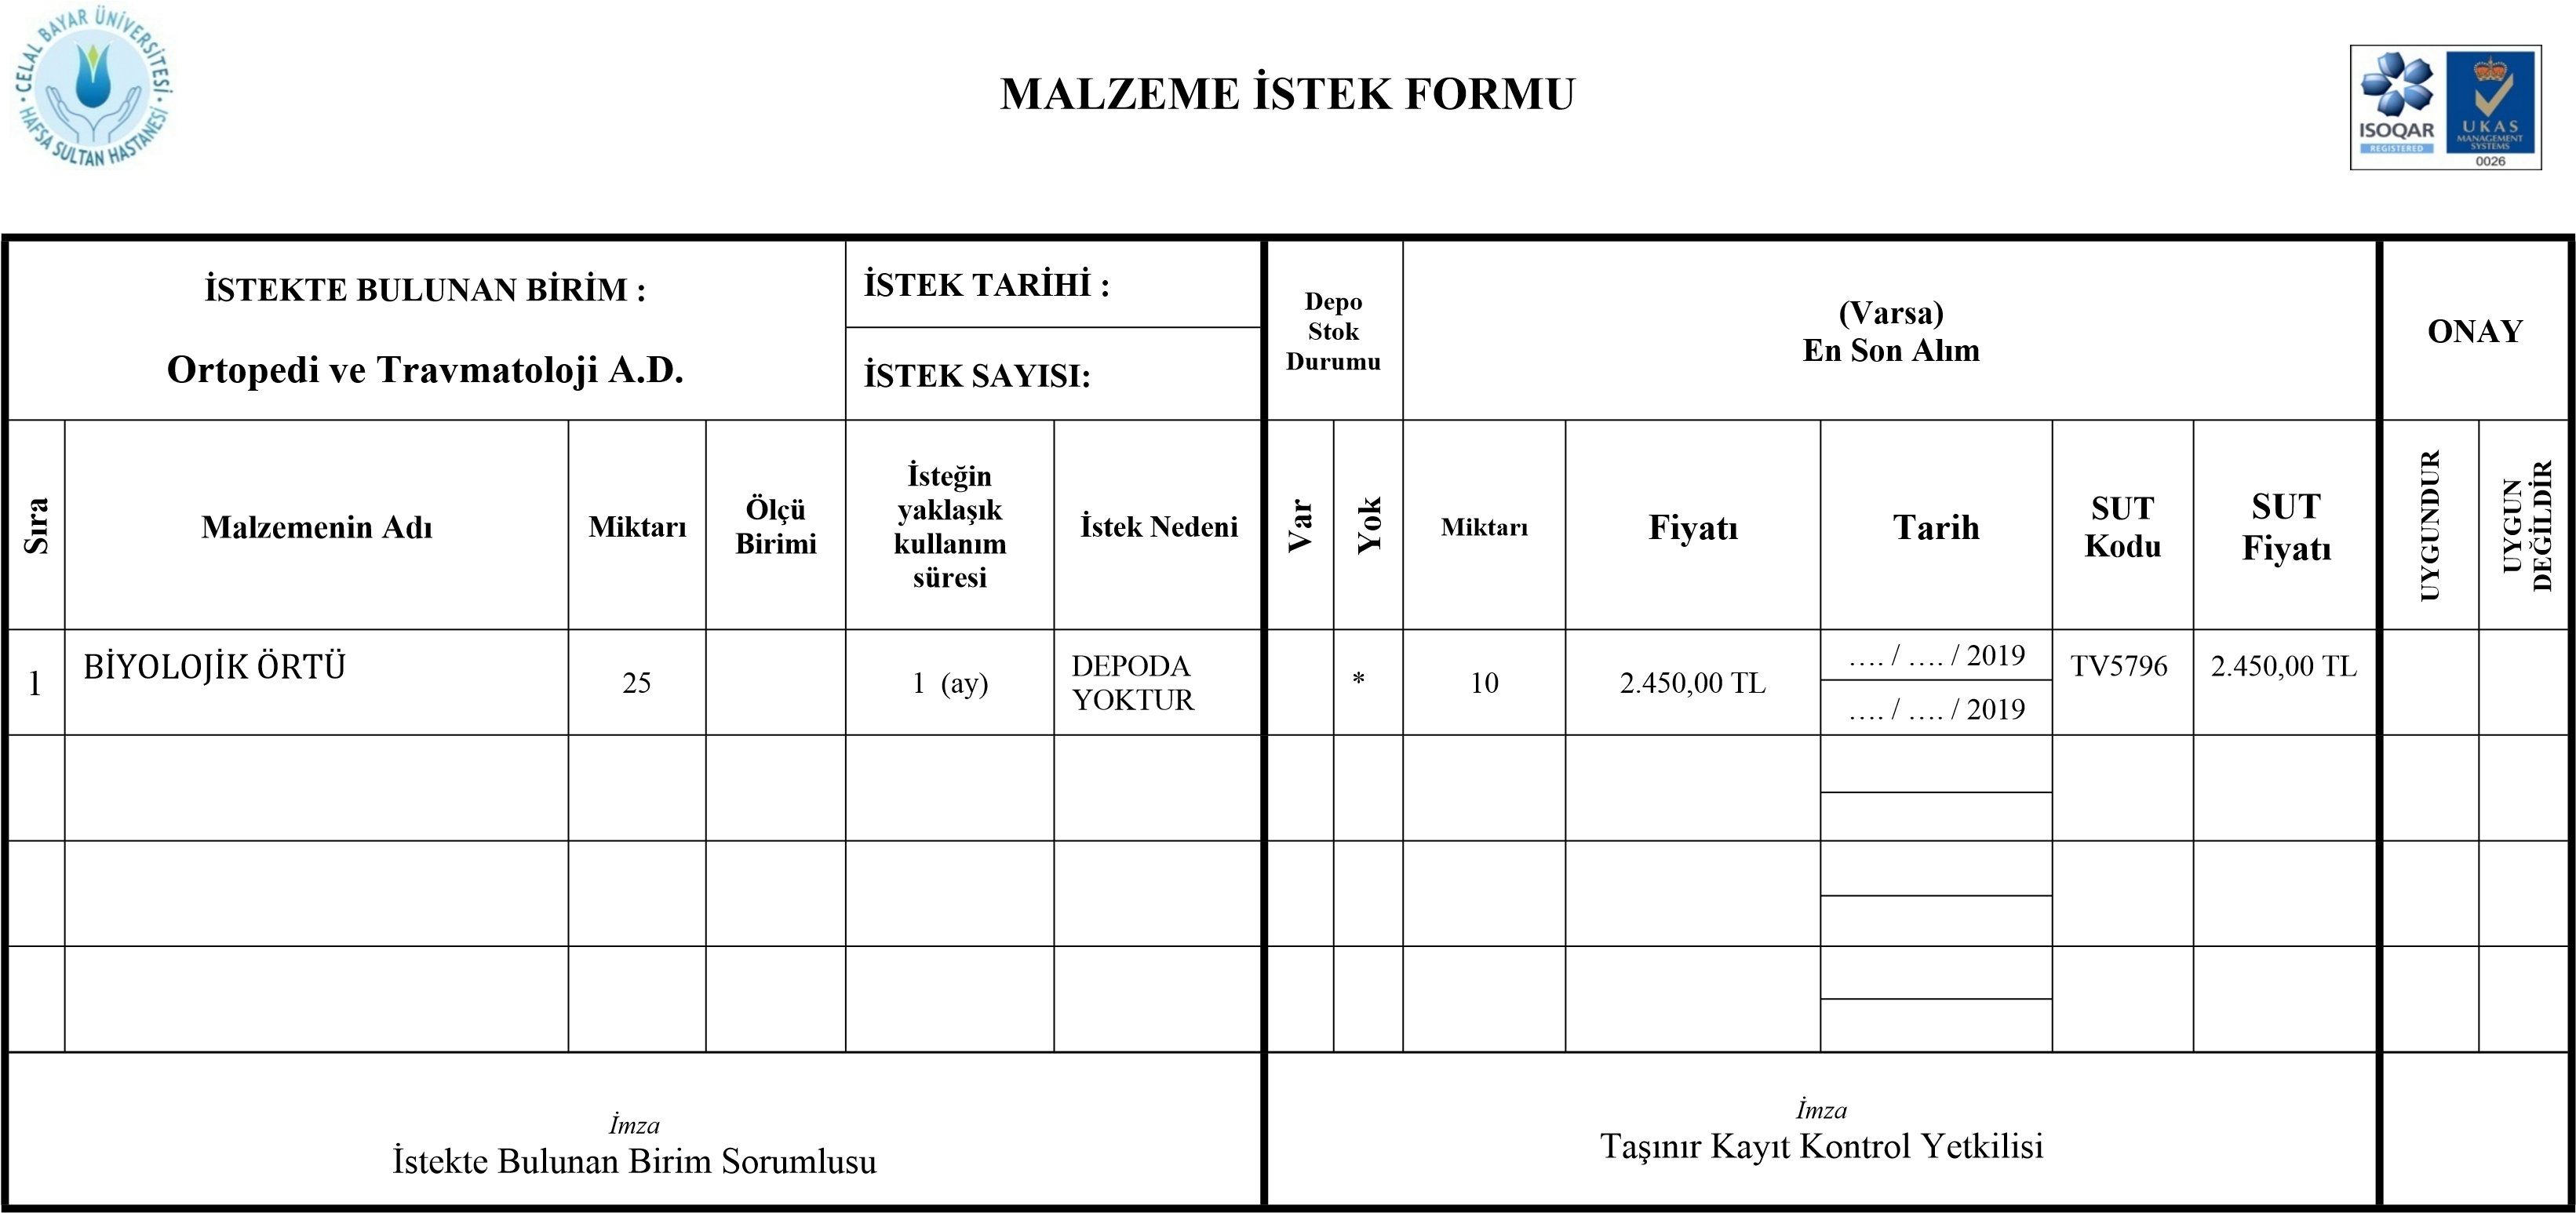 CELAL BAYAR ÜNİVERSİTESİ
HAFSA SULTAN HASTANESİ
MALZEME İSTEK FORMU
ISOQAR
REGISTERED
UKAS
MANAGEMENT
SYSTEMS
0026
İSTEKTE BULUNAN BİRİM :
Ortopedi ve Travmatoloji A.D.
İSTEK TARİHİ :
İSTEK SAYISI:
Depo
Stok
Durumu
(Varsa)
En Son Alım
ONAY
Sıra
Malzemenin Adı
Miktarı
Ölçü
Birimi
İsteğin
yaklaşık
kullanım
süresi
İstek Nedeni
Var
Yok
Miktarı
Fiyatı
Tarih
SUT
Kodu
SUT
Fiyatı
UYGUNDUR
UYGUN
DEĞİLDİR
1
BİYOLOJİK ÖRTÜ
25
1 (ay)
DEPODA
YOKTUR
*
10
2.450,00 TL
…. / …. / 2019
…. / …. / 2019
TV5796
2.450,00 TL
İmza
İstekte Bulunan Birim Sorumlusu
İmza
Taşınır Kayıt Kontrol Yetkilisi